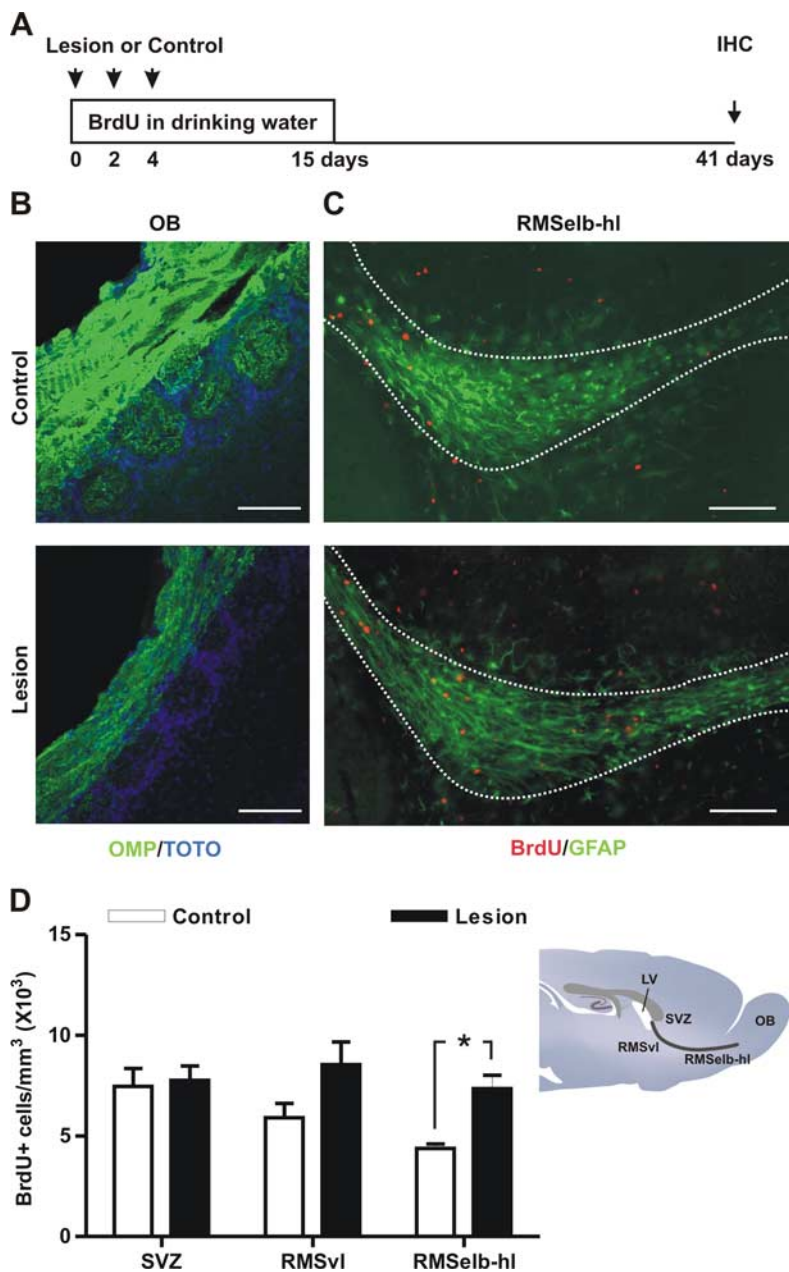 A
Lesion or Control
IHC
BrdU in drinking water
0 2 4 15 days 41 days
B
OB
C
RMSelb-hl
Control
Lesion
OMP/TOTO
BrdU/GFAP
D
Control
Lesion
BrdU+ cells/mm³ (X10³)
15
10
5
0
*
SVZ
RMSvl
RMSelb-hl
LV
SVZ
OB
RMSvl
RMSelb-hl